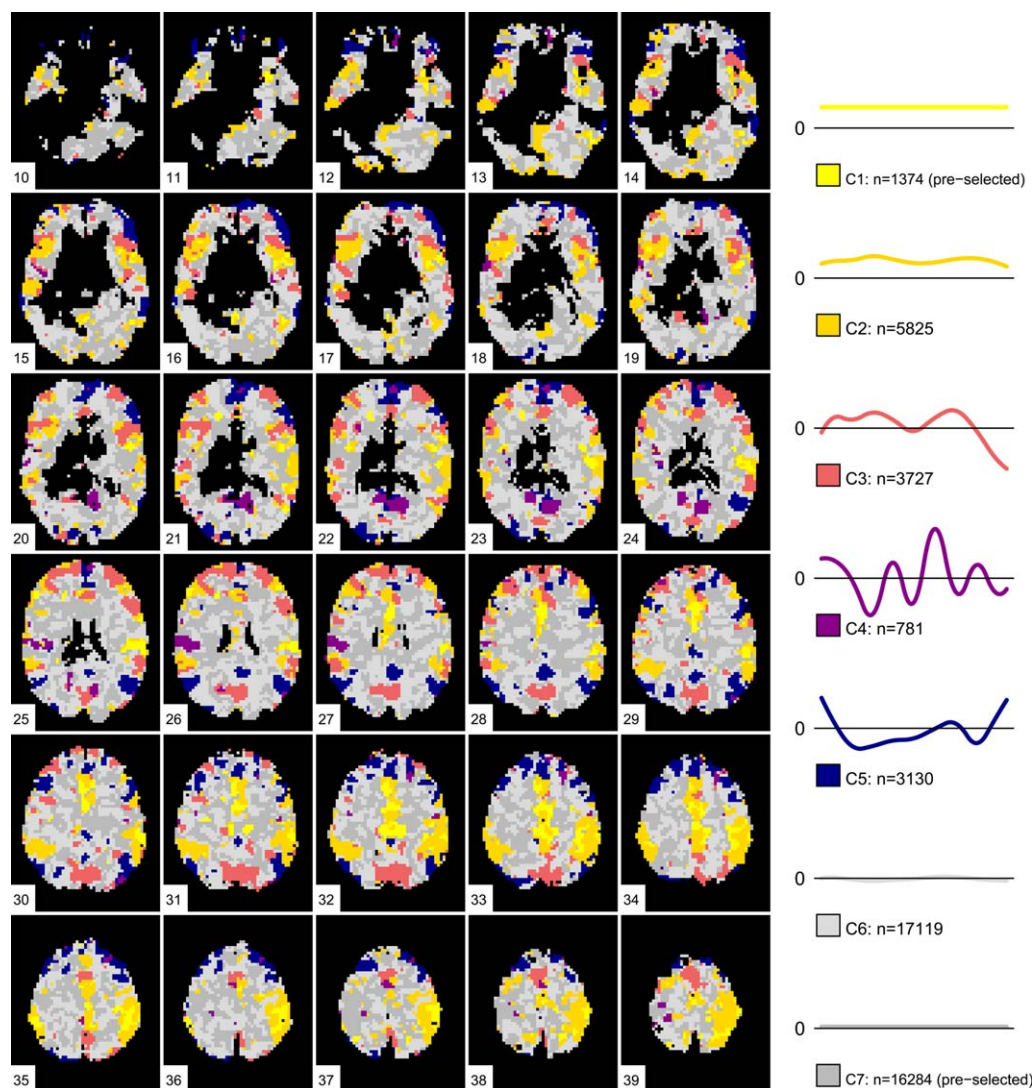 10 11 12 13 14
15 16 17 18 19
20 21 22 23 24
25 26 27 28 29
30 31 32 33 34
35 36 37 38 39
0
C1: n=1374 (pre−selected)
0
C2: n=5825
0
C3: n=3727
0
C4: n=781
0
C5: n=3130
0
C6: n=17119
0
C7: n=16284 (pre−selected)